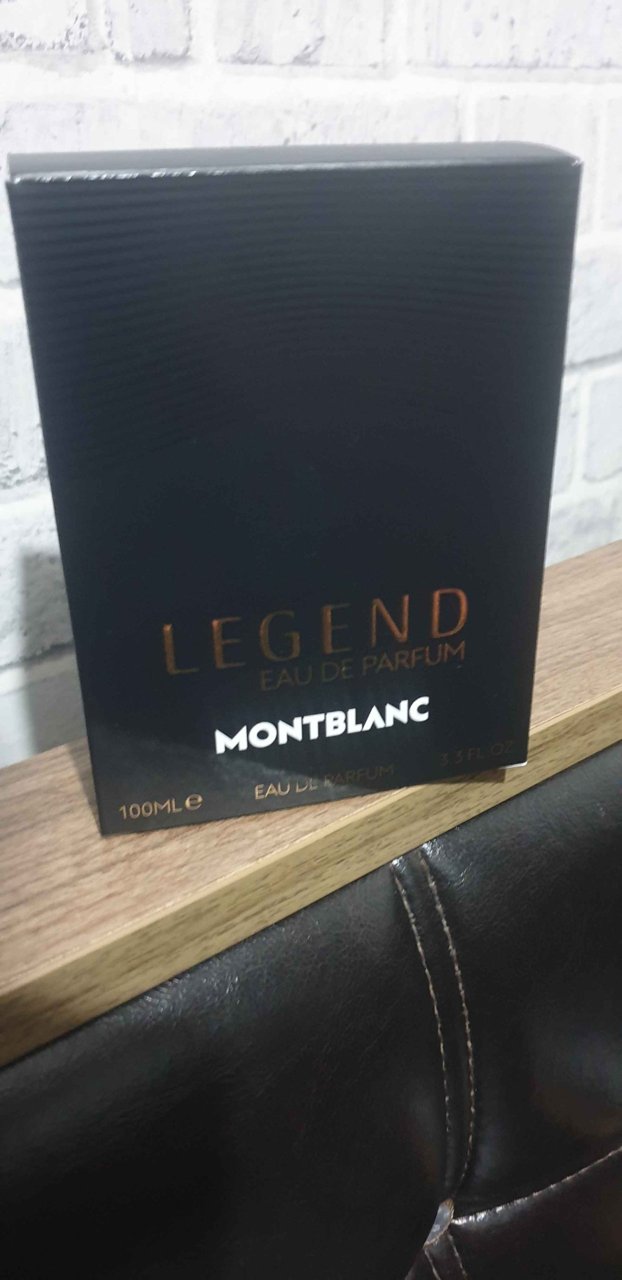 LEGEND
EAU DE PARFUM
MONTBLANC
100ML e EAU DE PARFUM 3.3 FL.OZ